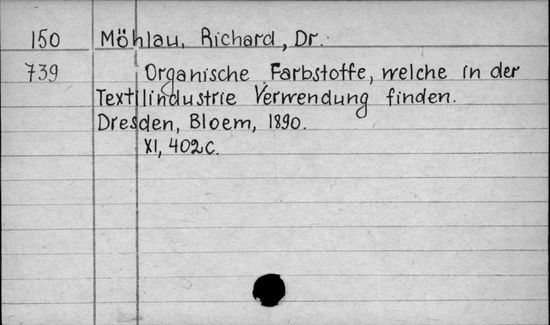 150 Möhlau, Richard, Dr.
739 Organische Farbstoffe, welche in der
Textilindustrie Verwendung finden.
Dresden, Bloem, 1890.
XI, 402 c.